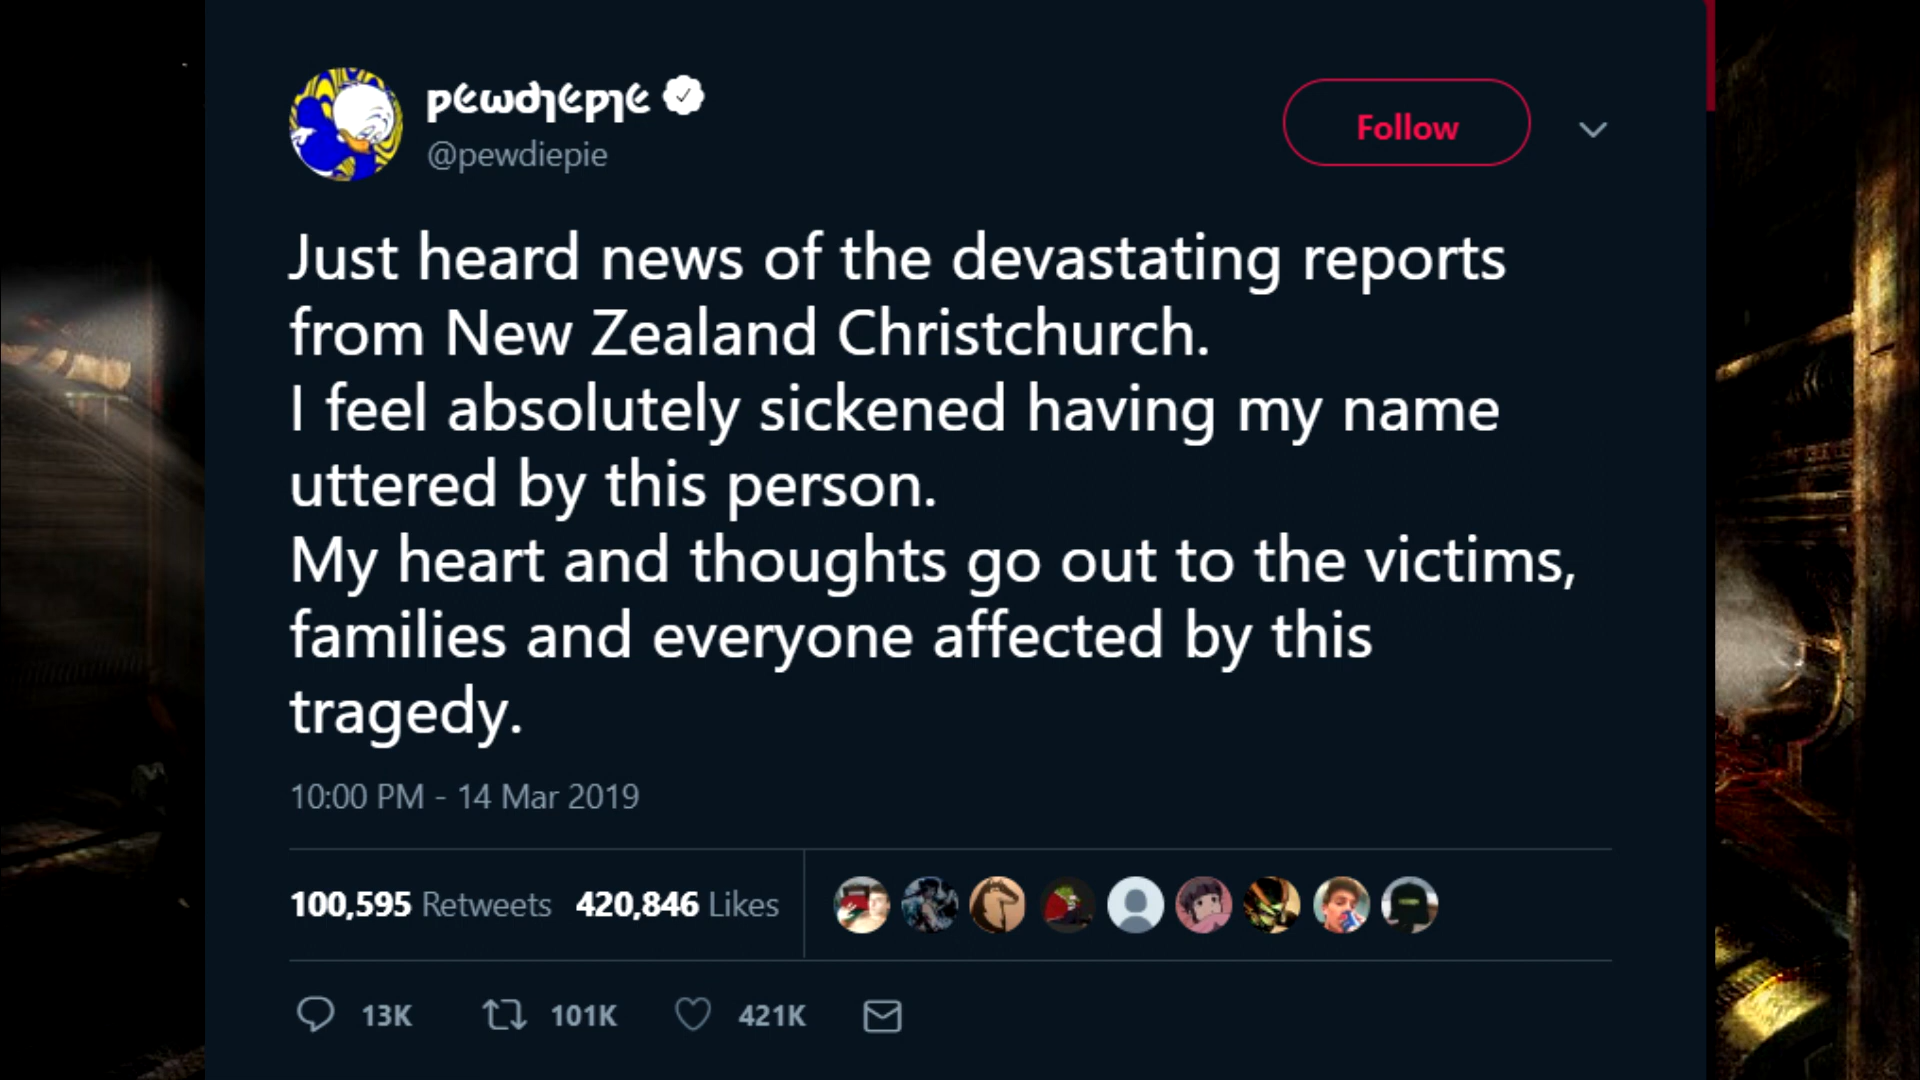 pєωdιєpιє
@pewdiepie
Follow
Just heard news of the devastating reports
from New Zealand Christchurch.
I feel absolutely sickened having my name
uttered by this person.
My heart and thoughts go out to the victims,
families and everyone affected by this
tragedy.
10:00 PM - 14 Mar 2019
100,595 Retweets 420,846 Likes
13K 101K 421K